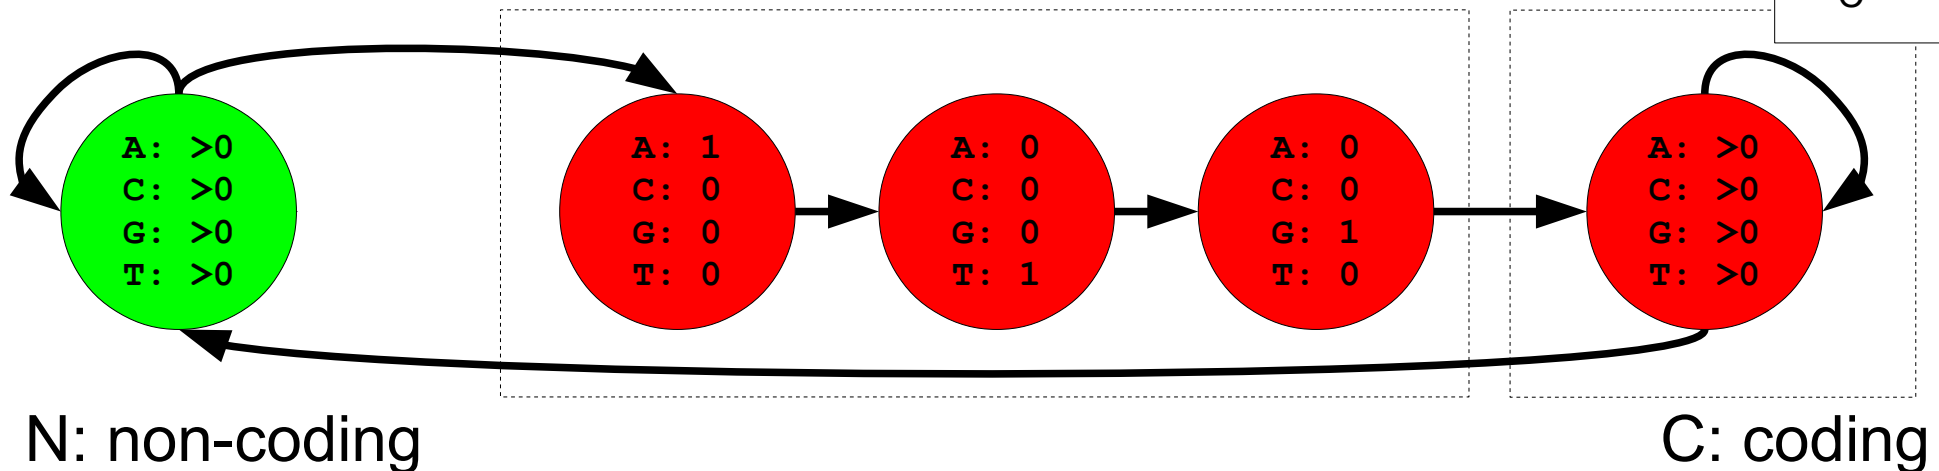 A: >0
C: >0
G: >0
T: >0
A: 1
C: 0
G: 0
T: 0
A: 0
C: 0
G: 0
T: 1
A: 0
C: 0
G: 1
T: 0
A: >0
C: >0
G: >0
T: >0
N: non-coding
C: coding